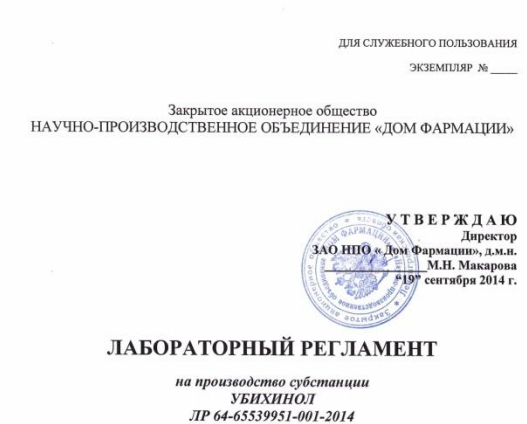 ДЛЯ СЛУЖЕБНОГО ПОЛЬЗОВАНИЯ
ЭКЗЕМПЛЯР № _____
Закрытое акционерное общество
НАУЧНО-ПРОИЗВОДСТВЕННОЕ ОБЪЕДИНЕНИЕ «ДОМ ФАРМАЦИИ»
У Т В Е Р Ж Д А Ю
Директор
ЗАО НПО « Дом Фармации», д.м.н.
М.Н. Макарова
“19” сентября 2014 г.
ЛАБОРАТОРНЫЙ РЕГЛАМЕНТ
на производство субстанции
УБИХИНОЛ
ЛР 64-65539951-001-2014